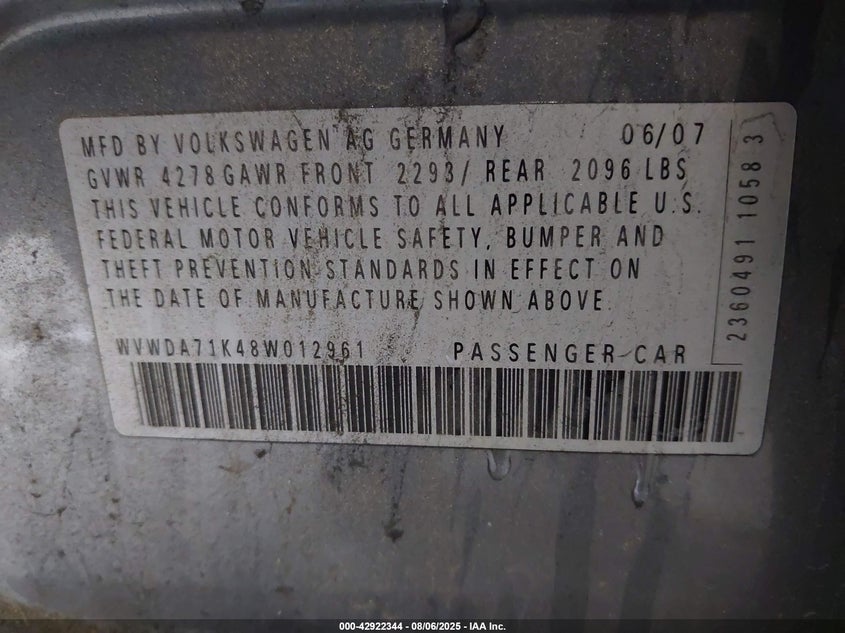 MFD BY VOLKSWAGEN AG GERMANY 06/07
GVWR 4278 GAWR FRONT 2293/ REAR 2096 LBS
THIS VEHICLE CONFORMS TO ALL APPLICABLE U.S.
FEDERAL MOTOR VEHICLE SAFETY, BUMPER AND
THEFT PREVENTION STANDARDS IN EFFECT ON
THE DATE OF MANUFACTURE SHOWN ABOVE.
WVWDA71K48W012961 PASSENGER-CAR
2360491 1058 3
000-42922344 - 08/06/2025 - IAA Inc.